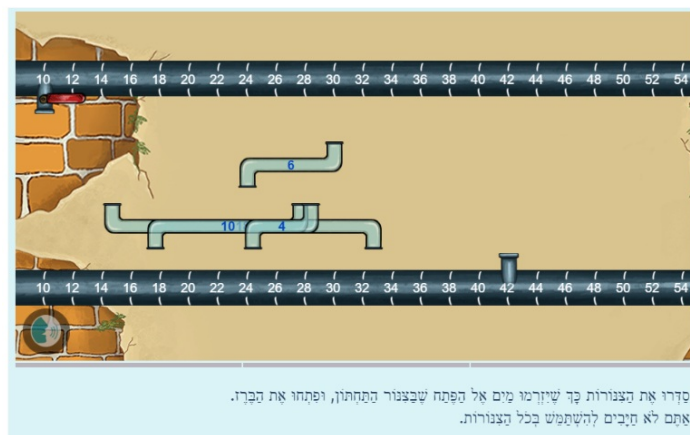 10 12 14 16 18 20 22 24 26 28 30 32 34 36 38 40 42 44 46 48 50 52 54
6
10 4
10 12 14 16 18 20 22 24 26 28 30 32 34 36 38 40 42 44 46 48 50 52 54
סַדְּרוּ אֶת הַצִּנּוֹרוֹת כָּךְ שֶׁיִּזְרְמוּ מַיִם אֶל הַפֶּתַח שֶׁבַּצִּנּוֹר הַתַּחְתּוֹן, וּפִתְחוּ אֶת הַבֶּרֶז.
אַתֶּם לֹא חַיָּבִים לְהִשְׁתַּמֵּשׁ בְּכֹל הַצִּנּוֹרוֹת.